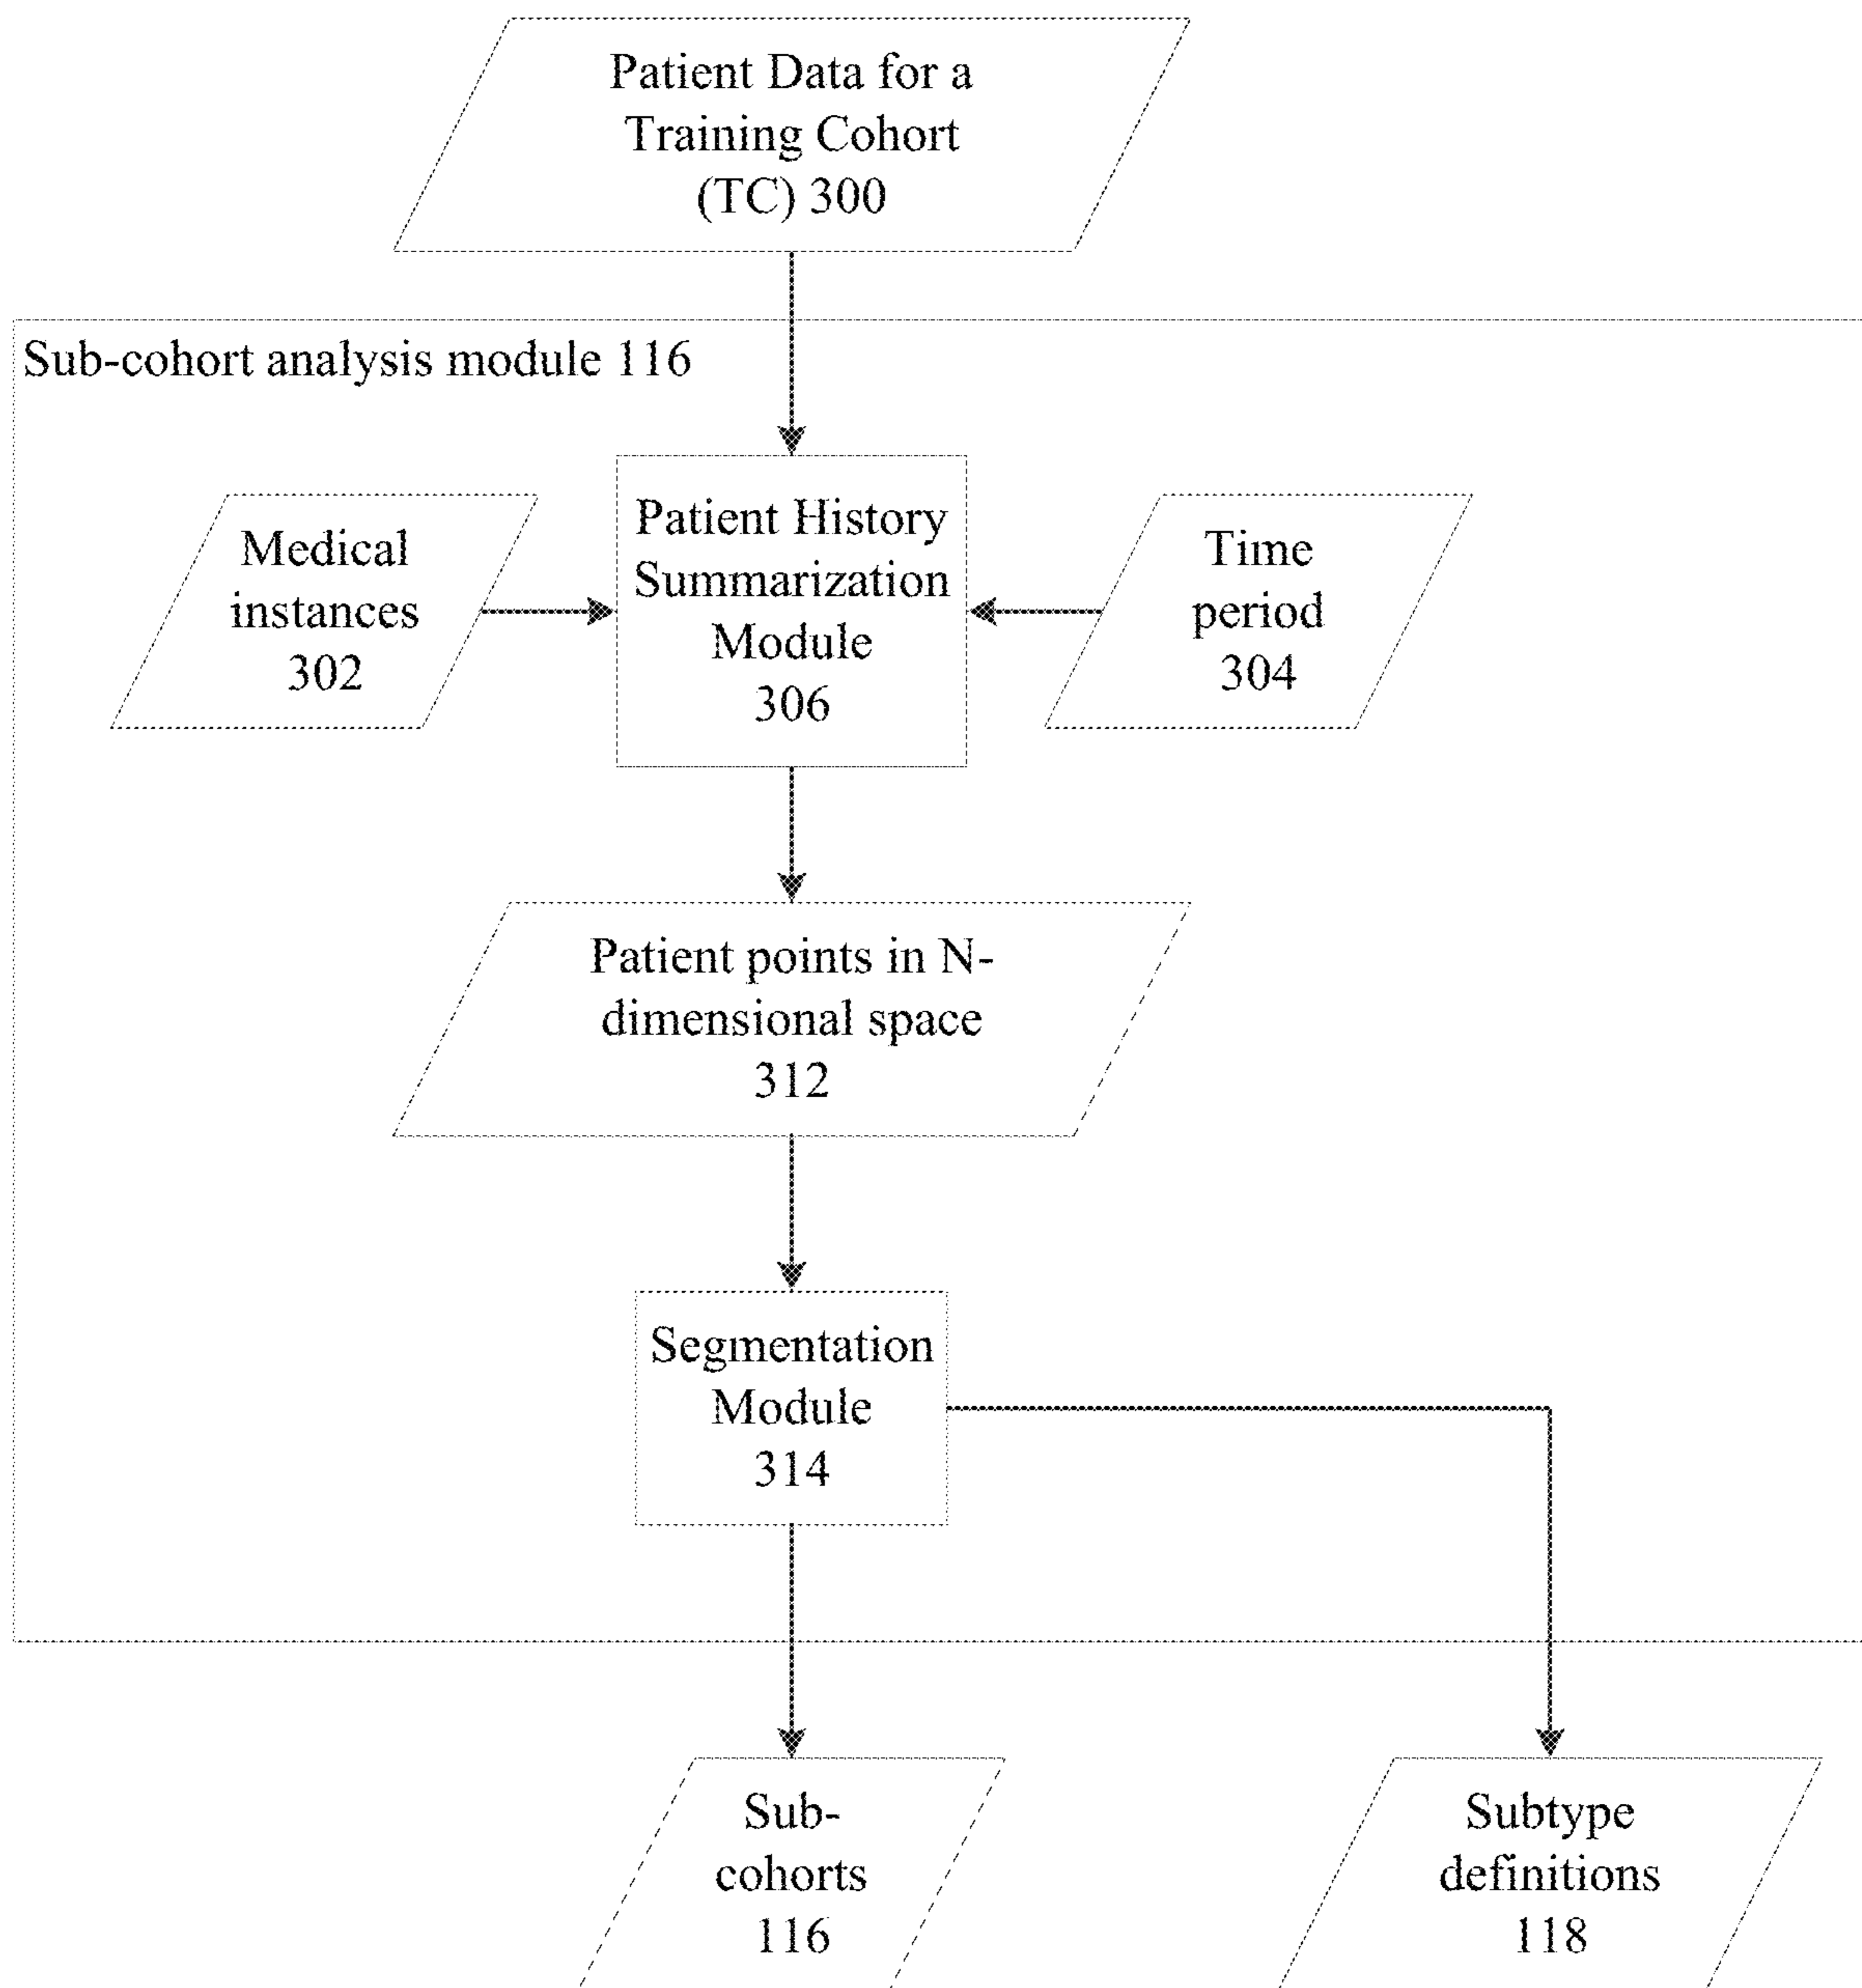 Patient Data for a
Training Cohort
(TC) 300
Sub-cohort analysis module 116
Medical
instances
302
Patient History
Summarization
Module
306
Time
period
304
Patient points in N-
dimensional space
312
Segmentation
Module
314
Sub-
cohorts
116
Subtype
definitions
118